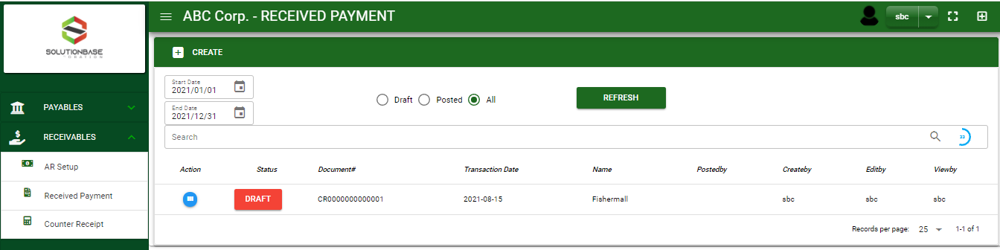 ABC Corp. - RECEIVED PAYMENT
sbc
SOLUTIONBASE
CREATE
Start Date
2021/01/01
End Date
2021/12/31
Draft Posted All
REFRESH
Search
33
PAYABLES
RECEIVABLES
AR Setup
Received Payment
Counter Receipt
Action Status Document# Transaction Date Name Postedby Createby Editby Viewby
DRAFT CR0000000000001 2021-08-15 Fishermall sbc sbc sbc
Records per page: 25 1-1 of 1